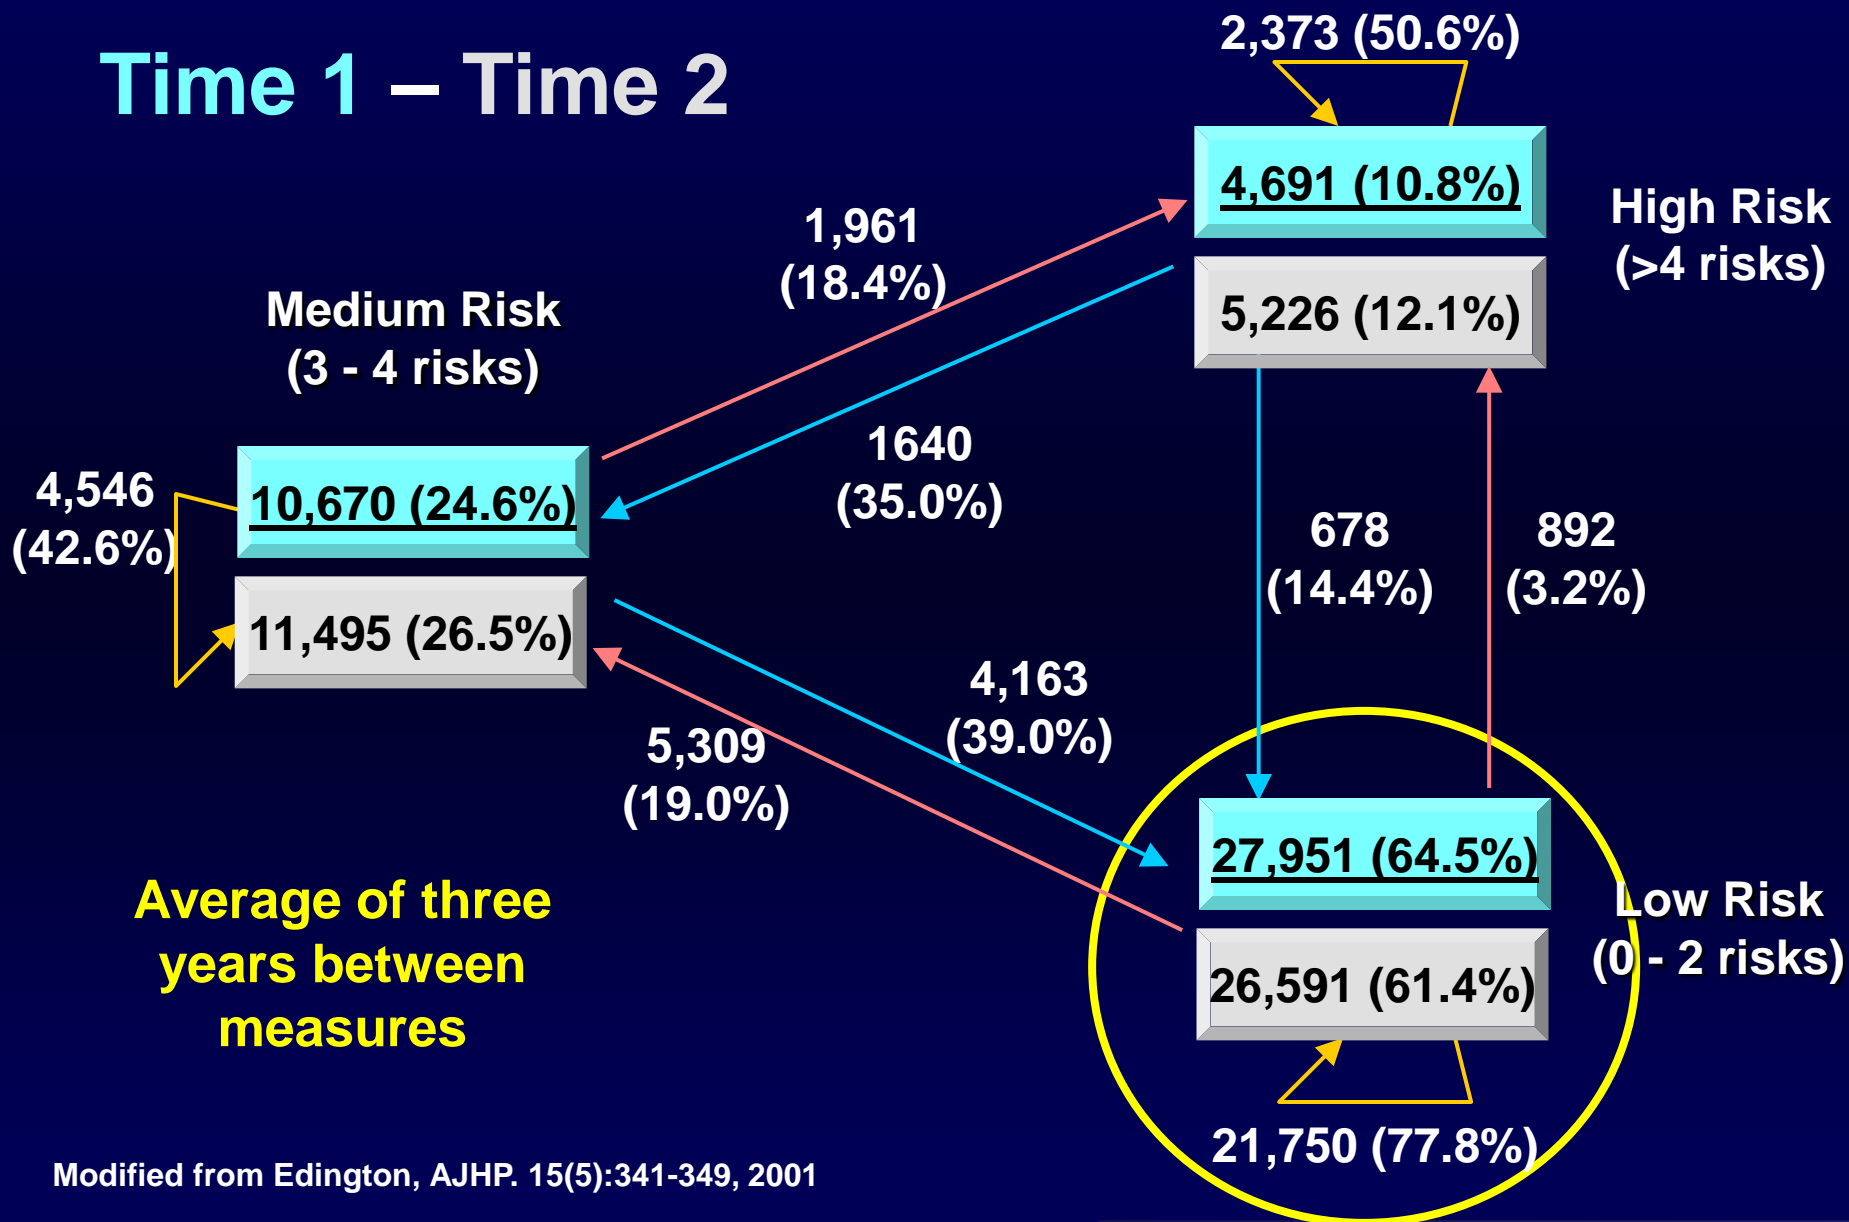 Time 1 – Time 2
2,373 (50.6%)
4,691 (10.8%)
5,226 (12.1%)
High Risk
(>4 risks)
1,961
(18.4%)
Medium Risk
(3 - 4 risks)
1640
(35.0%)
4,546
(42.6%)
10,670 (24.6%)
11,495 (26.5%)
678
(14.4%)
892
(3.2%)
4,163
(39.0%)
5,309
(19.0%)
27,951 (64.5%)
26,591 (61.4%)
Low Risk
(0 - 2 risks)
Average of three
years between
measures
21,750 (77.8%)
Modified from Edington, AJHP. 15(5):341-349, 2001